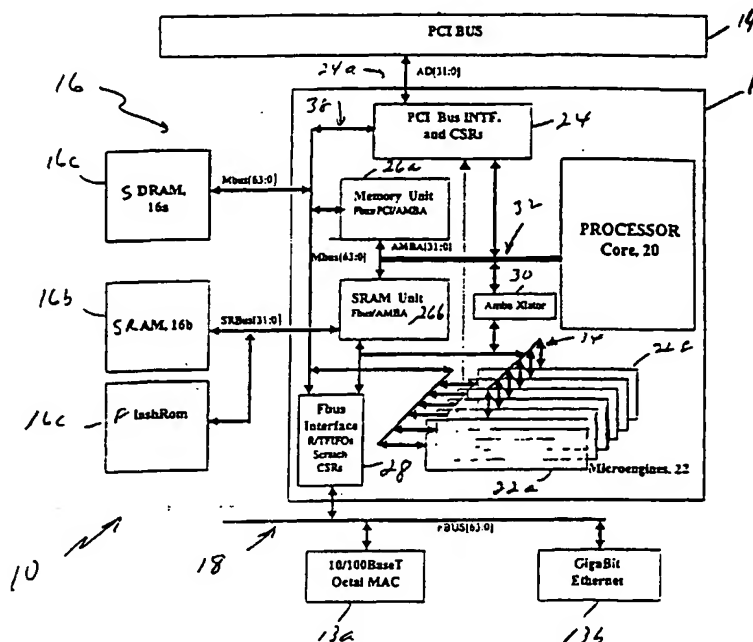 PCI BUS
14
24a
AD[31:0]
16
38
PCI Bus INTF.
and CSRs
24
16c
S DRAM,
16a
Mbus[63:0]
26a
Memory Unit
Fbus/PCI/AMBA
32
PROCESSOR
Core, 20
Mbus[63:0]
AMBA[31:0]
30
Amba Xlator
16b
SRAM, 16b
SRBus[31:0]
SRAM Unit
Fbus/AMBA
26b
34
16c
FlashRom
Fbus
Interface
R/TFIFOs
Scratch
CSRs
28
Microengines, 22
22a
10
18
FBUS[63:0]
10/100BaseT
Octal MAC
GigaBit
Ethernet
13a
13b